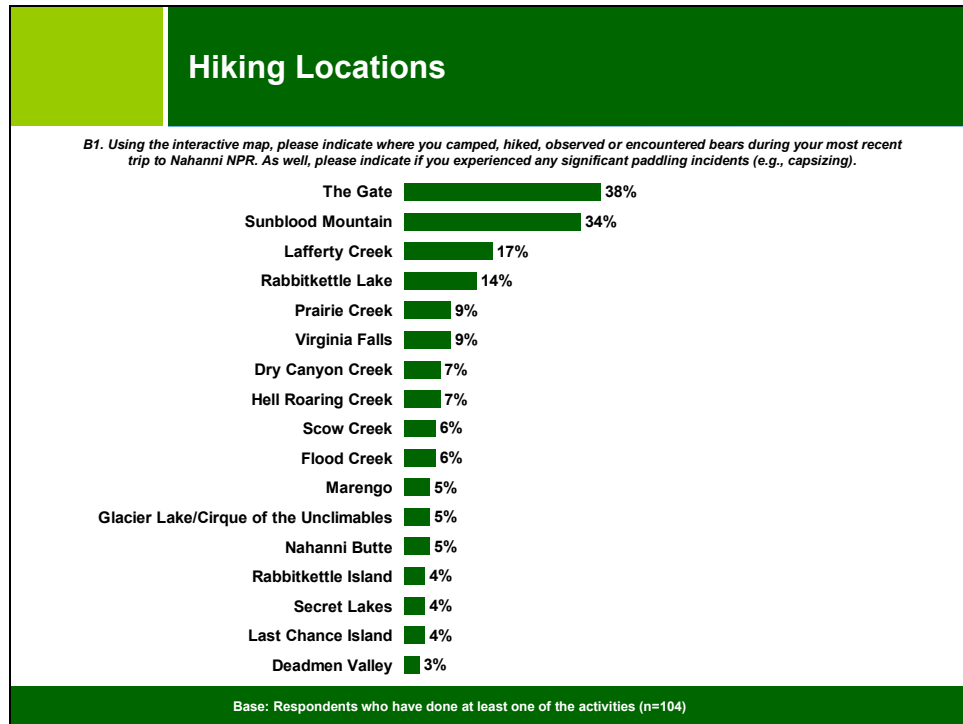 Hiking Locations
B1. Using the interactive map, please indicate where you camped, hiked, observed or encountered bears during your most recent
trip to Nahanni NPR. As well, please indicate if you experienced any significant paddling incidents (e.g., capsizing).
The Gate 38%
Sunblood Mountain 34%
Lafferty Creek 17%
Rabbitkettle Lake 14%
Prairie Creek 9%
Virginia Falls 9%
Dry Canyon Creek 7%
Hell Roaring Creek 7%
Scow Creek 6%
Flood Creek 6%
Marengo 5%
Glacier Lake/Cirque of the Unclimables 5%
Nahanni Butte 5%
Rabbitkettle Island 4%
Secret Lakes 4%
Last Chance Island 4%
Deadmen Valley 3%
Base: Respondents who have done at least one of the activities (n=104)